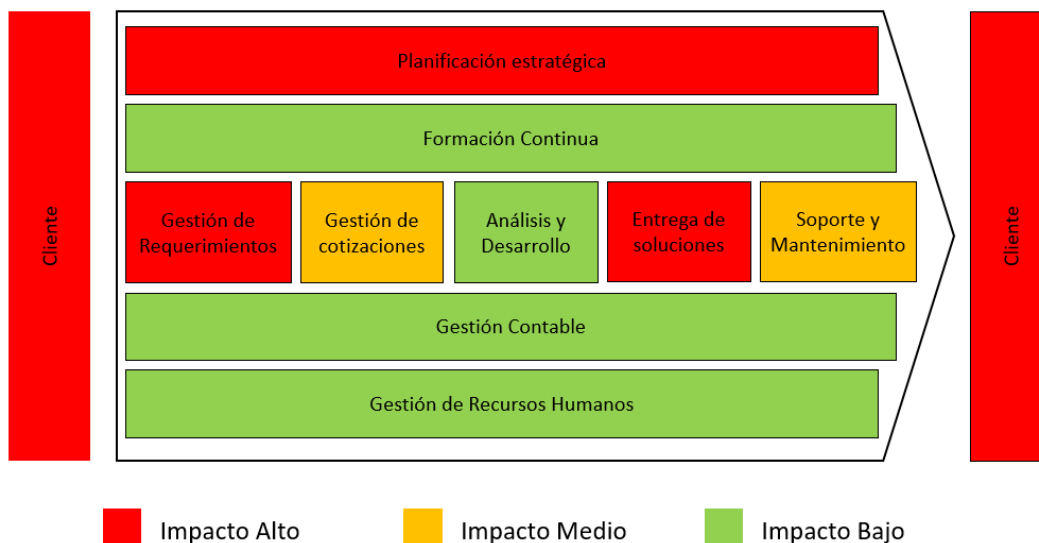 Cliente
Planificación estratégica
Formación Continua
Gestión de
Requerimientos
Gestión de
cotizaciones
Análisis y
Desarrollo
Entrega de
soluciones
Soporte y
Mantenimiento
Gestión Contable
Gestión de Recursos Humanos
Cliente
Impacto Alto
Impacto Medio
Impacto Bajo